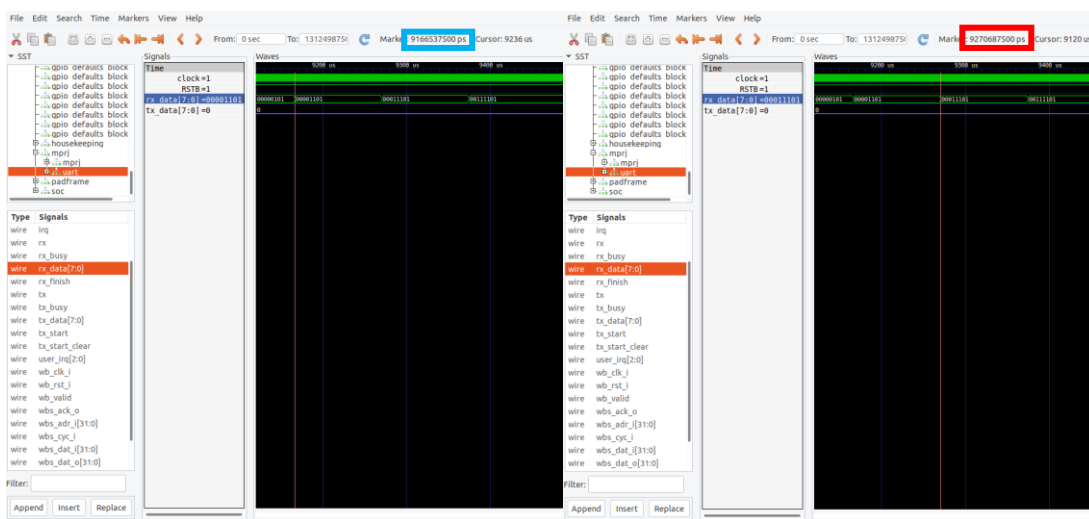 File Edit Search Time Markers View Help
From: 0 sec To: 131249875( Marke : 9166537500 ps Cursor: 9236 us
SST
gpio defaults block
gpio defaults block
gpio defaults block
gpio defaults block
gpio defaults block
gpio defaults block
gpio defaults block
gpio defaults block
housekeeping
mprj
mprj
uart
padframe
soc
Type Signals
wire irq
wire rx
wire rx_busy
wire rx_data[7:0]
wire rx_finish
wire tx
wire tx_busy
wire tx_data[7:0]
wire tx_start
wire tx_start_clear
wire user_irq[2:0]
wire wb_clk_i
wire wb_rst_i
wire wb_valid
wire wbs_ack_o
wire wbs_adr_i[31:0]
wire wbs_cyc_i
wire wbs_dat_i[31:0]
wire wbs_dat_o[31:0]
Filter:
Append Insert Replace
Signals
Time
clock =1
RSTB =1
rx_data[7:0] =00001101
tx_data[7:0] =0
Waves
9200 us 9300 us 9400 us
00000101 00001101 00011101 00111101
0
File Edit Search Time Markers View Help
From: 0 sec To: 131249875( Mark : 9270687500 ps Cursor: 9120 us
SST
gpio defaults block
gpio defaults block
gpio defaults block
gpio defaults block
gpio defaults block
gpio defaults block
gpio defaults block
gpio defaults block
housekeeping
mprj
mprj
uart
padframe
soc
Type Signals
wire irq
wire rx
wire rx_busy
wire rx_data[7:0]
wire rx_finish
wire tx
wire tx_busy
wire tx_data[7:0]
wire tx_start
wire tx_start_clear
wire user_irq[2:0]
wire wb_clk_i
wire wb_rst_i
wire wb_valid
wire wbs_ack_o
wire wbs_adr_i[31:0]
wire wbs_cyc_i
wire wbs_dat_i[31:0]
wire wbs_dat_o[31:0]
Filter:
Append Insert Replace
Signals
Time
clock =1
RSTB =1
rx_data[7:0] =00011101
tx_data[7:0] =0
Waves
9200 us 9300 us 9400 us
00000101 00001101 00011101 00111101
0